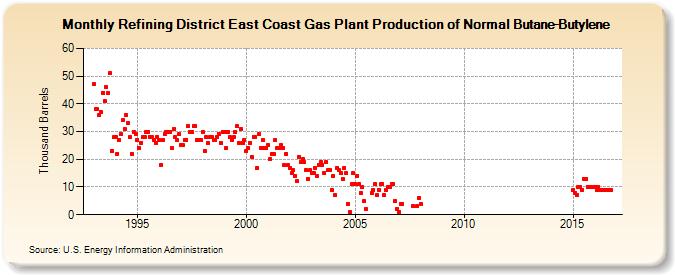 Monthly Refining District East Coast Gas Plant Production of Normal Butane-Butylene
Thousand Barrels
60
50
40
30
20
10
0
1995 2000 2005 2010 2015
Source: U.S. Energy Information Administration